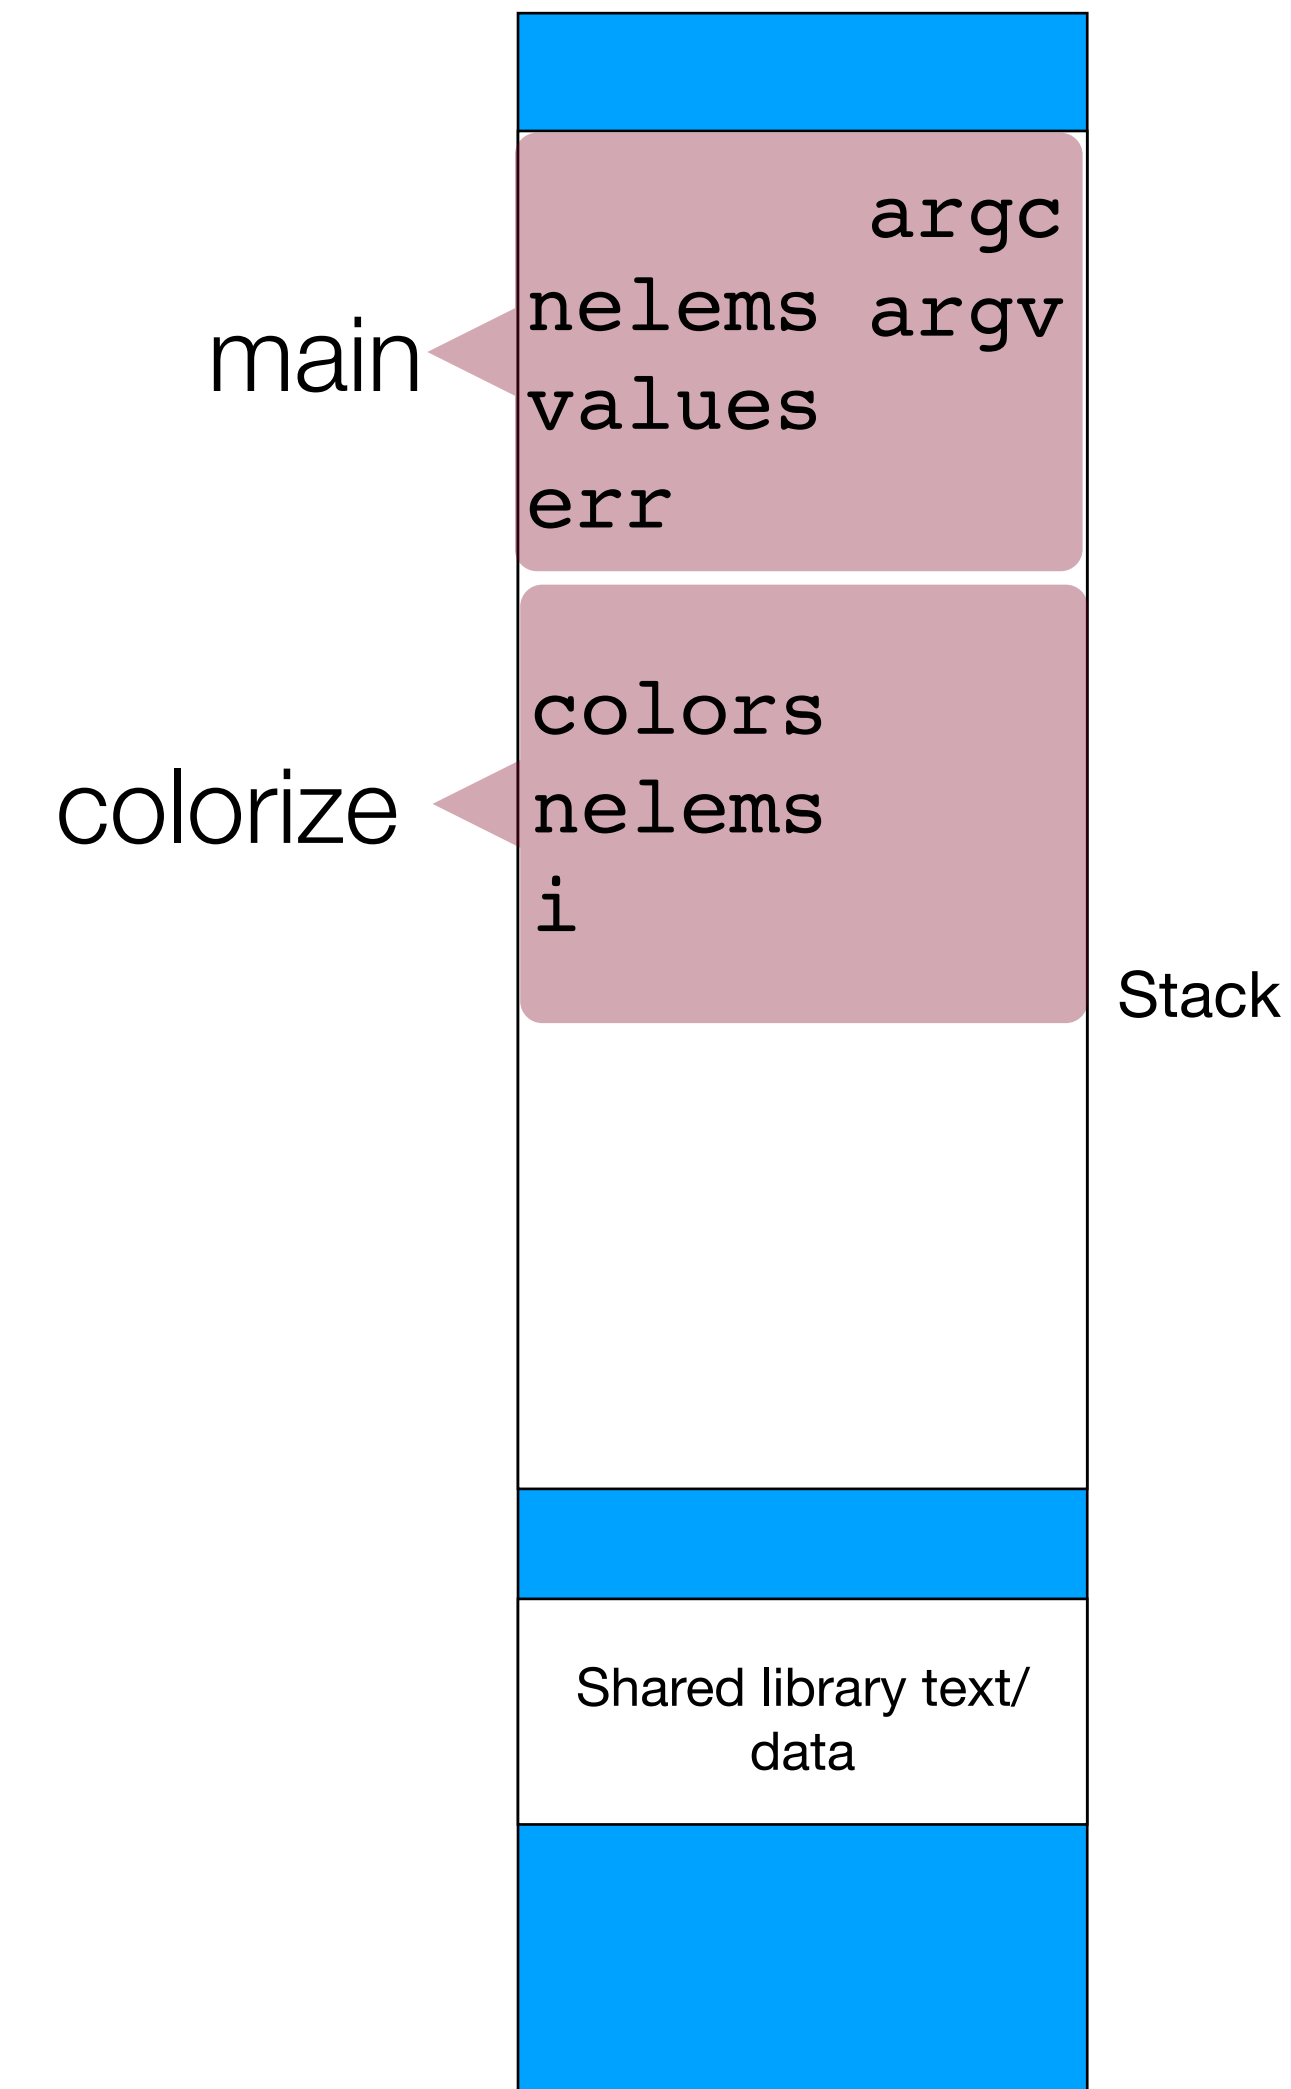 argc
nelems argv
main
values
err
colors
colorize
nelems
i
Stack
Shared library text/
data